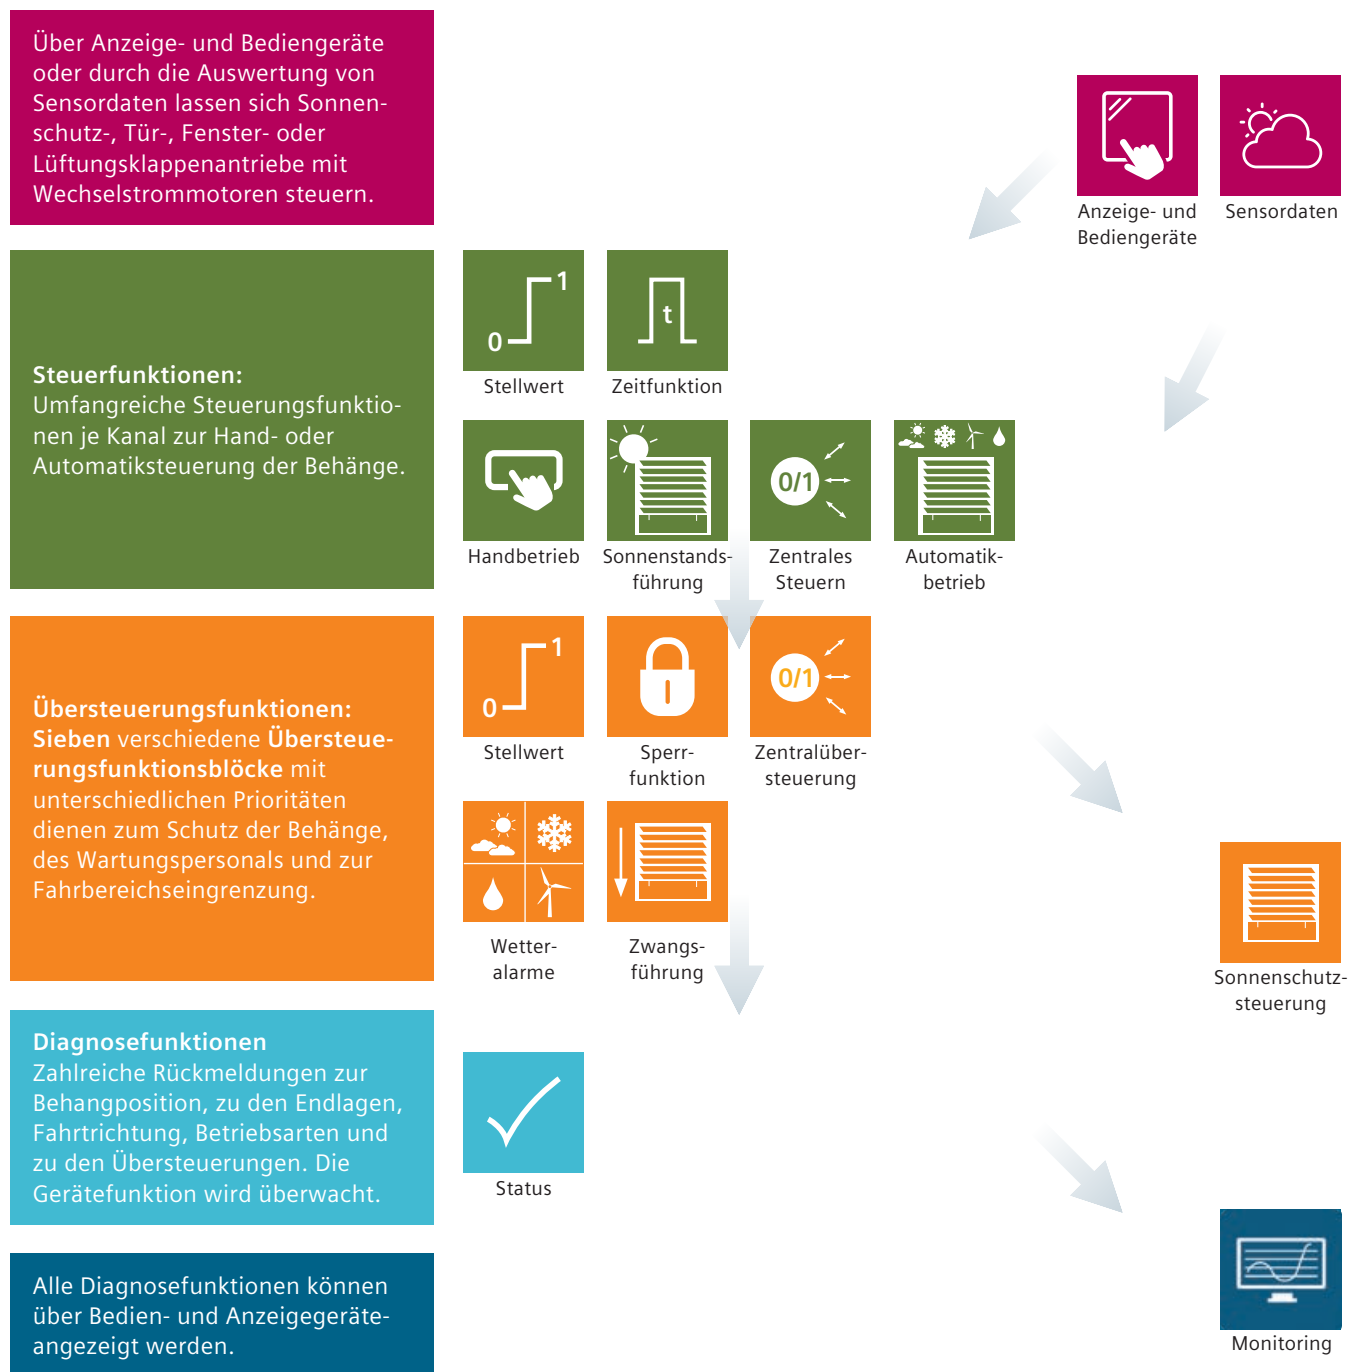 Über Anzeige- und Bediengeräte
oder durch die Auswertung von
Sensordaten lassen sich Sonnen-
schutz-, Tür-, Fenster- oder
Lüftungsklappenantriebe mit
Wechselstrommotoren steuern.
Anzeige- und
Bediengeräte
Sensordaten
Steuerfunktionen:
Umfangreiche Steuerungsfunktio-
nen je Kanal zur Hand- oder
Automatiksteuerung der Behänge.
0 1
Stellwert
t
Zeitfunktion
Handbetrieb
Sonnenstands-
führung
0/1
Zentrales
Steuern
Automatik-
betrieb
Übersteuerungsfunktionen:
Sieben verschiedene Übersteue-
rungsfunktionsblöcke mit
unterschiedlichen Prioritäten
dienen zum Schutz der Behänge,
des Wartungspersonals und zur
Fahrbereichseingrenzung.
0 1
Stellwert
Sperr-
funktion
0/1
Zentralüber-
steuerung
Wetter-
alarme
Zwangs-
führung
Sonnenschutz-
steuerung
Diagnosefunktionen
Zahlreiche Rückmeldungen zur
Behangposition, zu den Endlagen,
Fahrtrichtung, Betriebsarten und
zu den Übersteuerungen. Die
Gerätefunktion wird überwacht.
Status
Alle Diagnosefunktionen können
über Bedien- und Anzeigegeräte-
angezeigt werden.
Monitoring